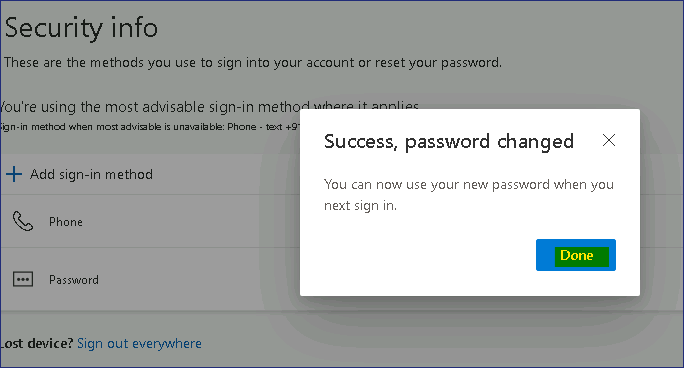 Security info
These are the methods you use to sign into your account or reset your password.
You're using the most advisable sign-in method where it applies
Sign-in method when most advisable is unavailable: Phone - text +91
Success, password changed
You can now use your new password when you
next sign in.
Done
Add sign-in method
Phone
Password
Lost device? Sign out everywhere